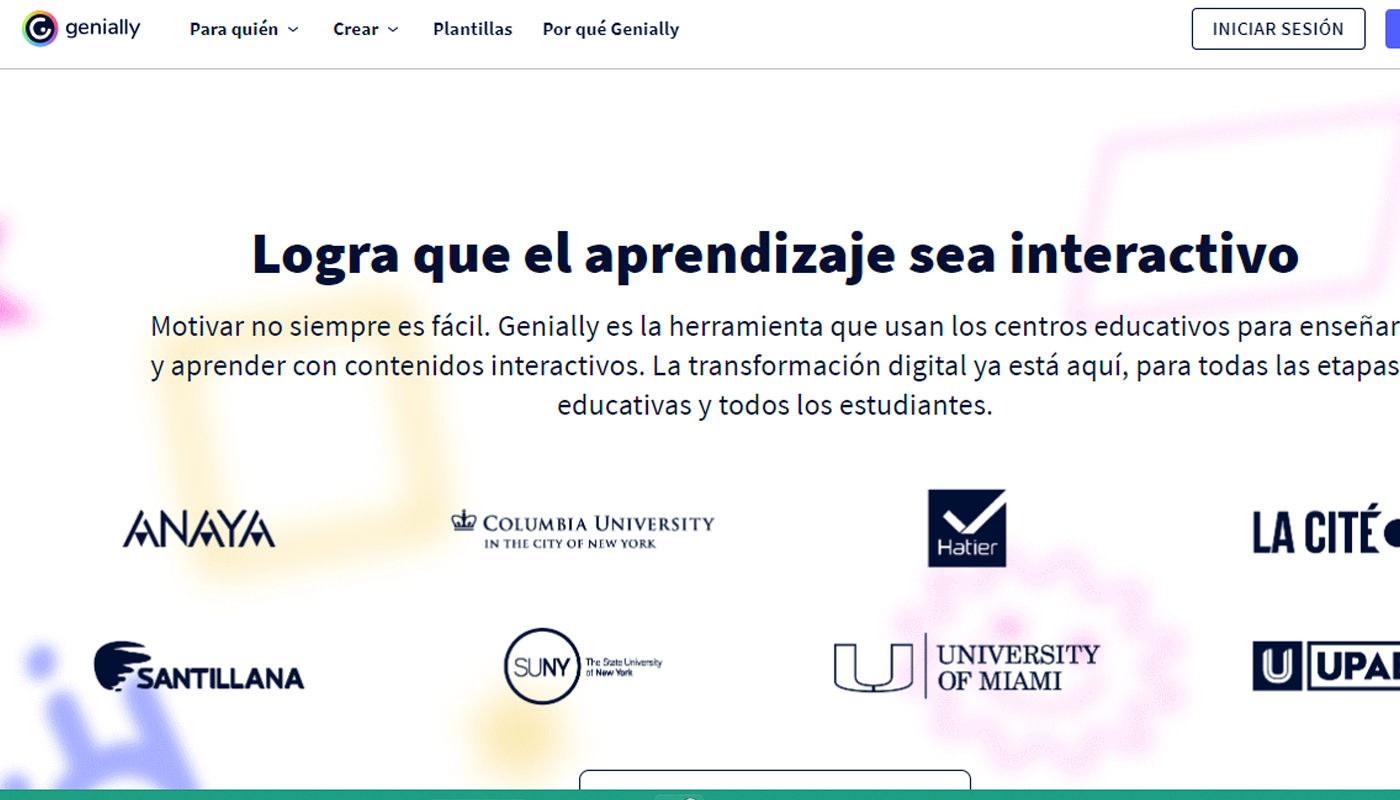 genially
Para quién
Crear
Plantillas
Por qué Genially
INICIAR SESIÓN
Logra que el aprendizaje sea interactivo
Motivar no siempre es fácil. Genially es la herramienta que usan los centros educativos para enseñar
y aprender con contenidos interactivos. La transformación digital ya está aquí, para todas las etapas
educativas y todos los estudiantes.
ANAYA
COLUMBIA UNIVERSITY
IN THE CITY OF NEW YORK
Hatier
LA CITÉ
SANTILLANA
SUNY
The State University
of New York
U
UNIVERSITY
OF MIAMI
U